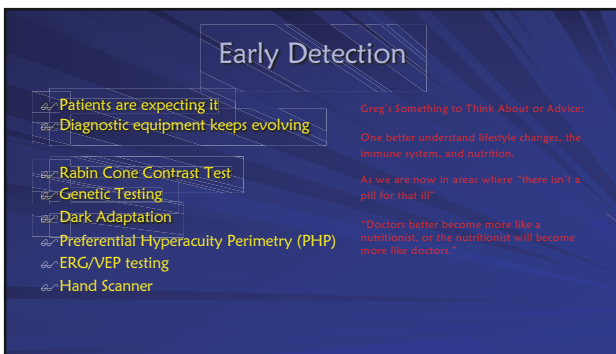 Early Detection
Patients are expecting it
Diagnostic equipment keeps evolving
Rabin Cone Contrast Test
Genetic Testing
Dark Adaptation
Preferential Hyperacuity Perimetry (PHP)
ERG/VEP testing
Hand Scanner
Greg's Something to Think About or Advice:
One better understand lifestyle changes, the
immune system, and nutrition.
As we are now in areas where "there isn't a
pill for that ill"
"Doctors better become more like a
nutritionist, or the nutritionist will become
more like doctors."